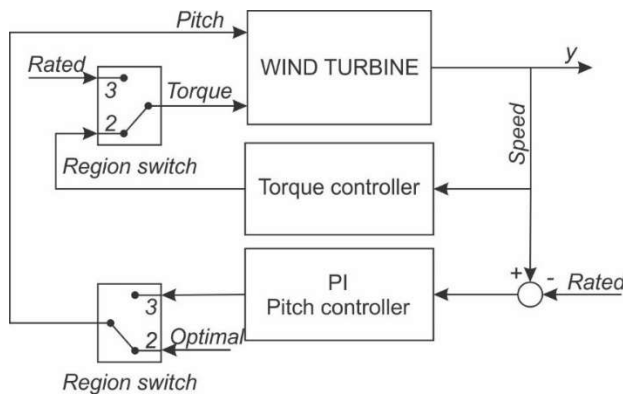 Pitch
Rated
3
2
Torque
Region switch
WIND TURBINE
y
Speed
Torque controller
PI
Pitch controller
+
-
Rated
3
2
Optimal
Region switch